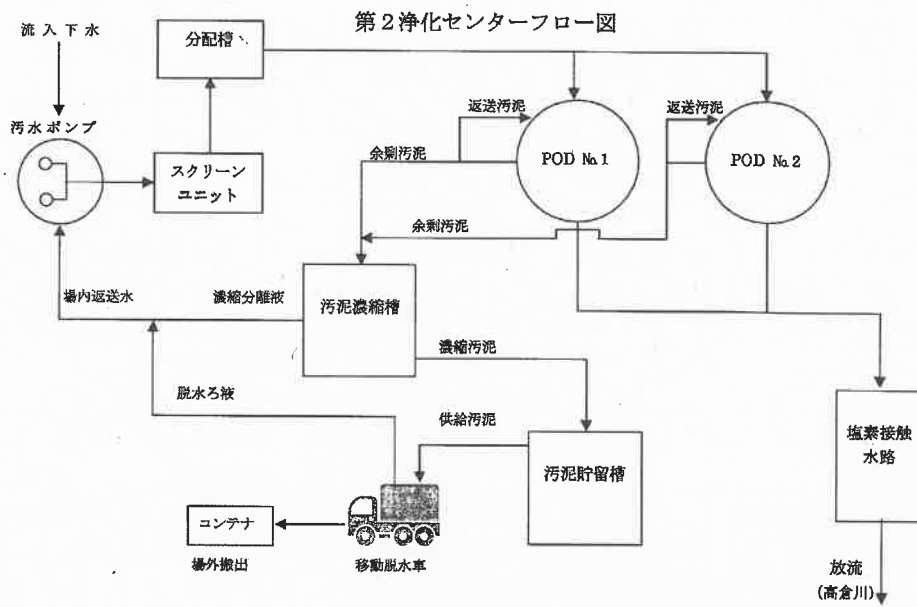 第2浄化センターフロー図
流入下水
分配槽
汚水ポンプ
スクリーン
ユニット
返送汚泥
返送汚泥
POD №1
POD №2
余剰汚泥
余剰汚泥
場内返送水
濃縮分離液
汚泥濃縮槽
濃縮汚泥
脱水ろ液
供給汚泥
汚泥貯留槽
塩素接触
水路
コンテナ
場外搬出
移動脱水車
放流
(高倉川)